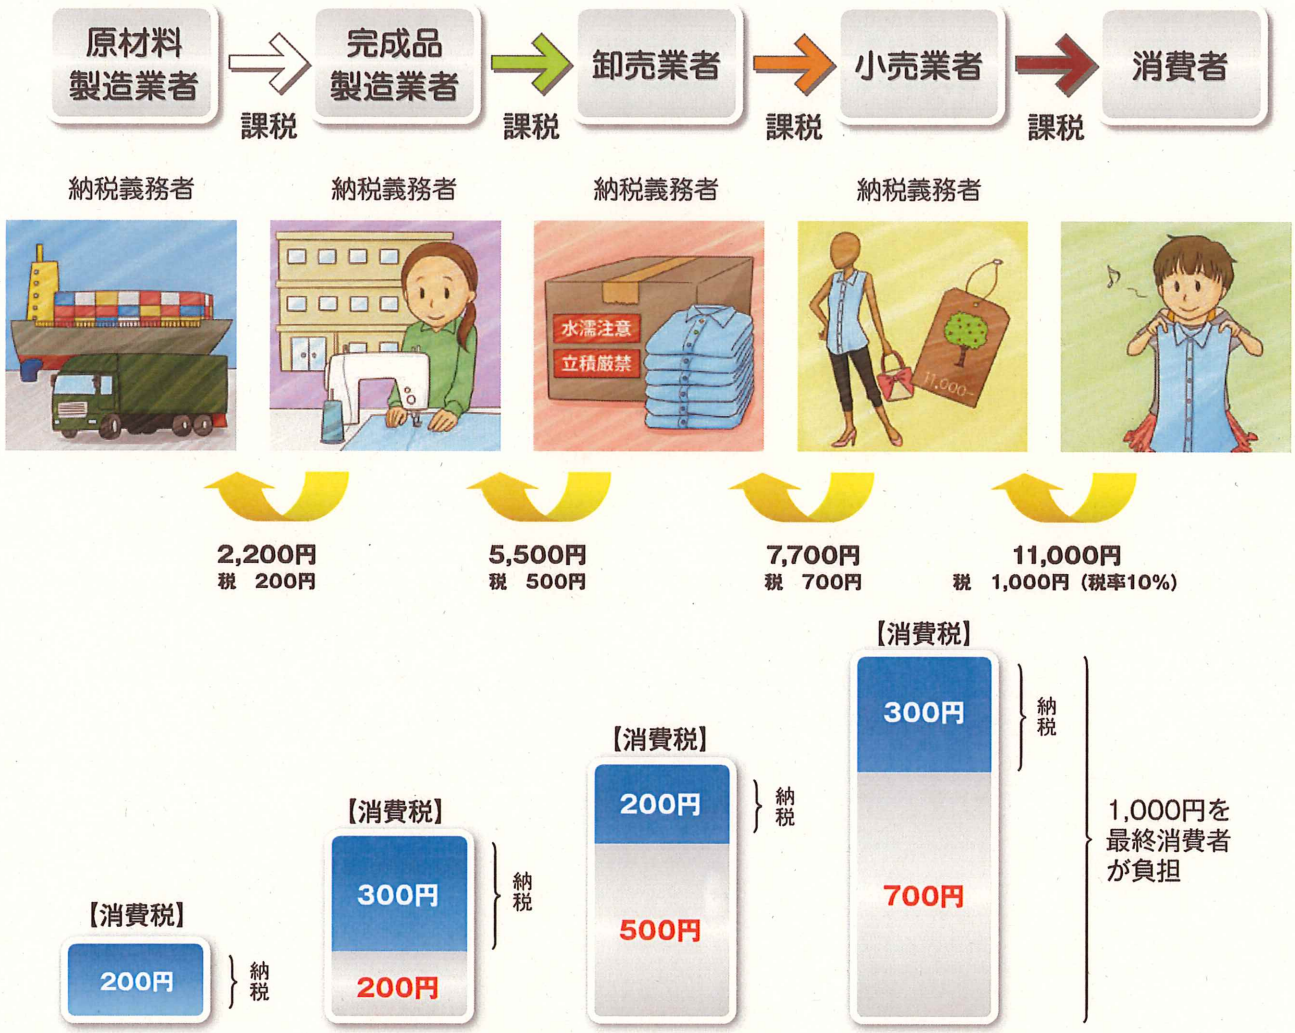 原材料
製造業者
完成品
製造業者
卸売業者
小売業者
消費者
課税
課税
課税
課税
納税義務者
納税義務者
納税義務者
納税義務者
水濡注意
立積厳禁
11,000-
2,200円
税 200円
5,500円
税 500円
7,700円
税 700円
11,000円
税 1,000円（税率10%）
【消費税】
200円
納税
【消費税】
300円
200円
納税
【消費税】
200円
500円
納税
【消費税】
300円
700円
納税
1,000円を
最終消費者
が負担